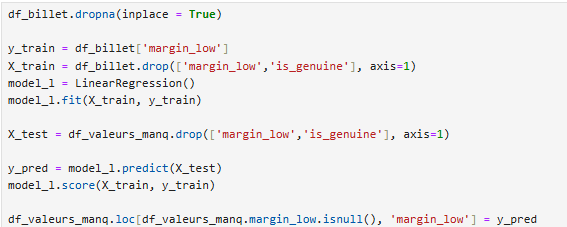 df_billet.dropna(inplace = True)
y_train = df_billet['margin_low']
X_train = df_billet.drop(['margin_low','is_genuine'], axis=1)
model_l = LinearRegression()
model_l.fit(X_train, y_train)
X_test = df_valeurs_manq.drop(['margin_low','is_genuine'], axis=1)
y_pred = model_l.predict(X_test)
model_l.score(X_train, y_train)
df_valeurs_manq.loc[df_valeurs_manq.margin_low.isnull(), 'margin_low'] = y_pred